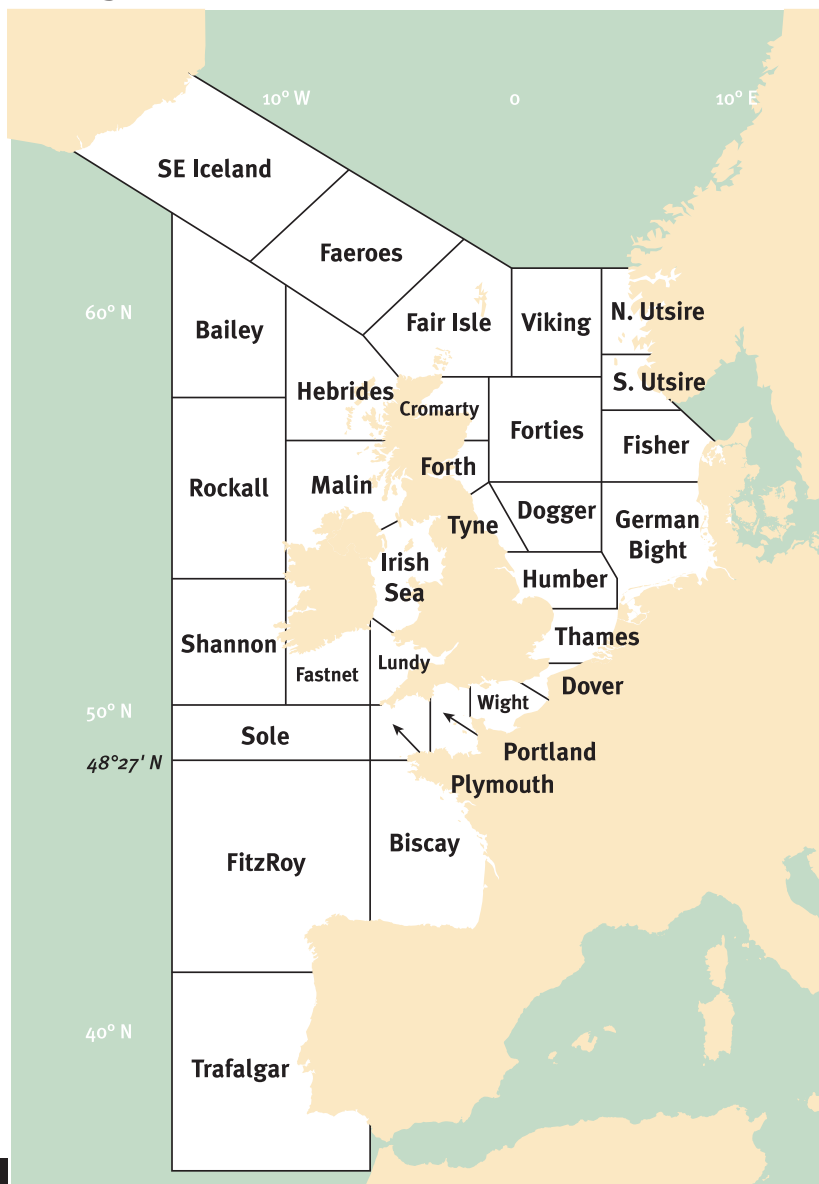 10° W
0
10° E
SE Iceland
Faeroes
60° N
Bailey
Fair Isle
Viking
N. Utsire
S. Utsire
Hebrides
Cromarty
Forties
Fisher
Rockall
Malin
Forth
Tyne
Dogger
German
Bight
Irish
Sea
Humber
Shannon
Fastnet
Lundy
Thames
Dover
Wight
50° N
Sole
Portland
48°27' N
Plymouth
FitzRoy
Biscay
40° N
Trafalgar